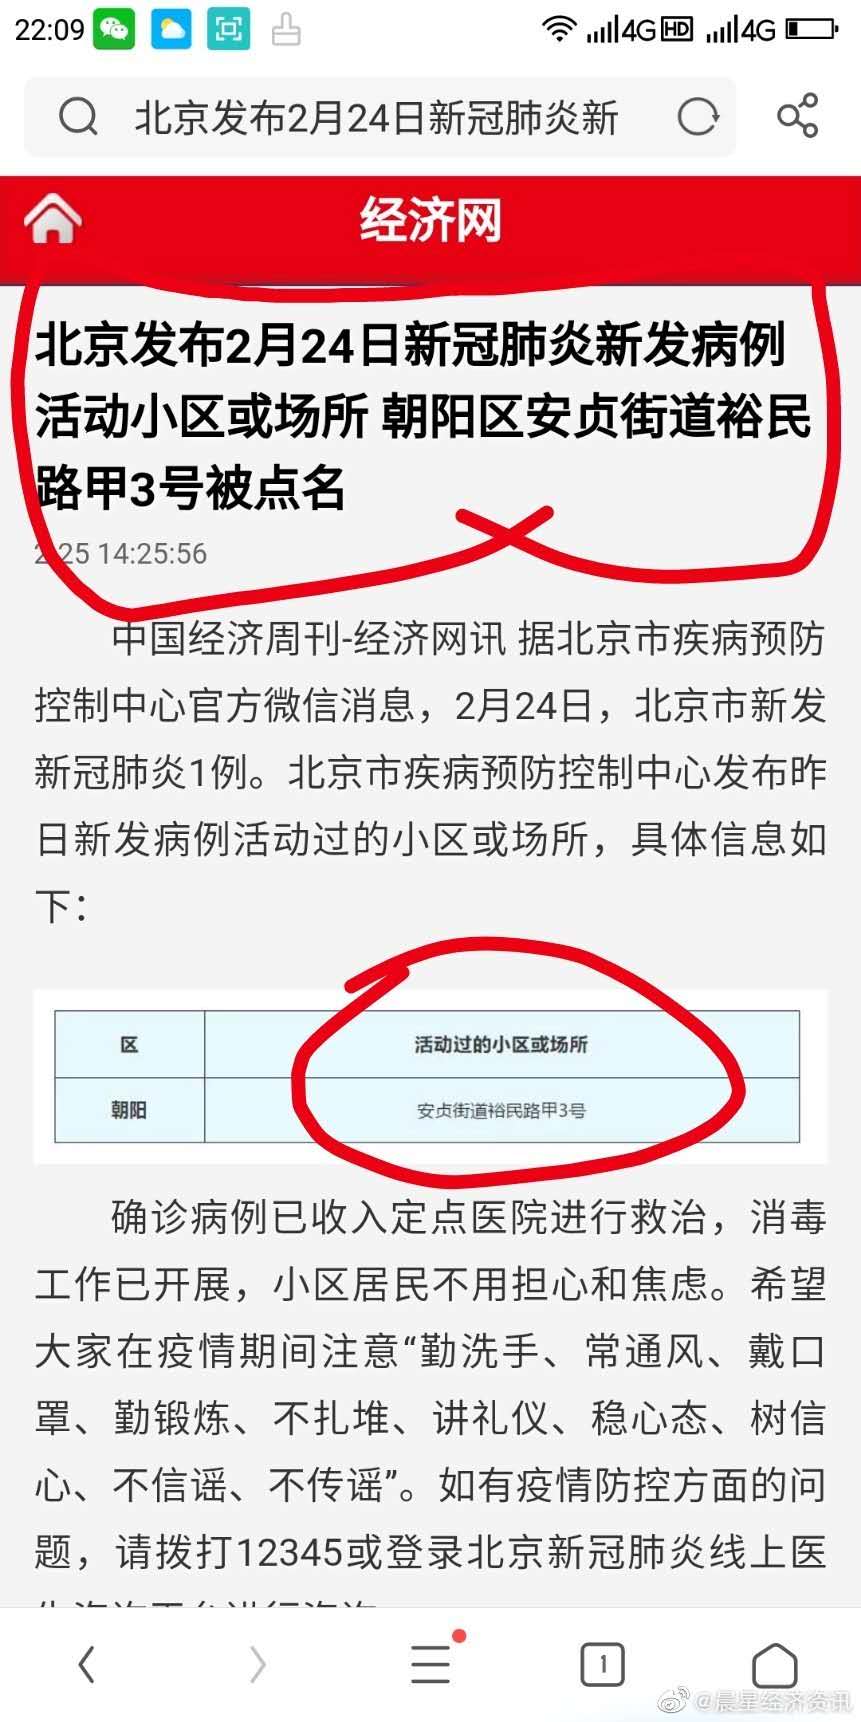 22:09
4G HD 4G
北京发布2月24日新冠肺炎新
经济网
北京发布2月24日新冠肺炎新发病例
活动小区或场所 朝阳区安贞街道裕民
路甲3号被点名
25 14:25:56
中国经济周刊-经济网讯 据北京市疾病预防
控制中心官方微信消息，2月24日，北京市新发
新冠肺炎1例。北京市疾病预防控制中心发布昨
日新发病例活动过的小区或场所，具体信息如
下：
区 活动过的小区或场所
朝阳 安贞街道裕民路甲3号
确诊病例已收入定点医院进行救治，消毒
工作已开展，小区居民不用担心和焦虑。希望
大家在疫情期间注意“勤洗手、常通风、戴口
罩、勤锻炼、不扎堆、讲礼仪、稳心态、树信
心、不信谣、不传谣”。如有疫情防控方面的问
题，请拨打12345或登录北京新冠肺炎线上医
1
@晨星经济资讯